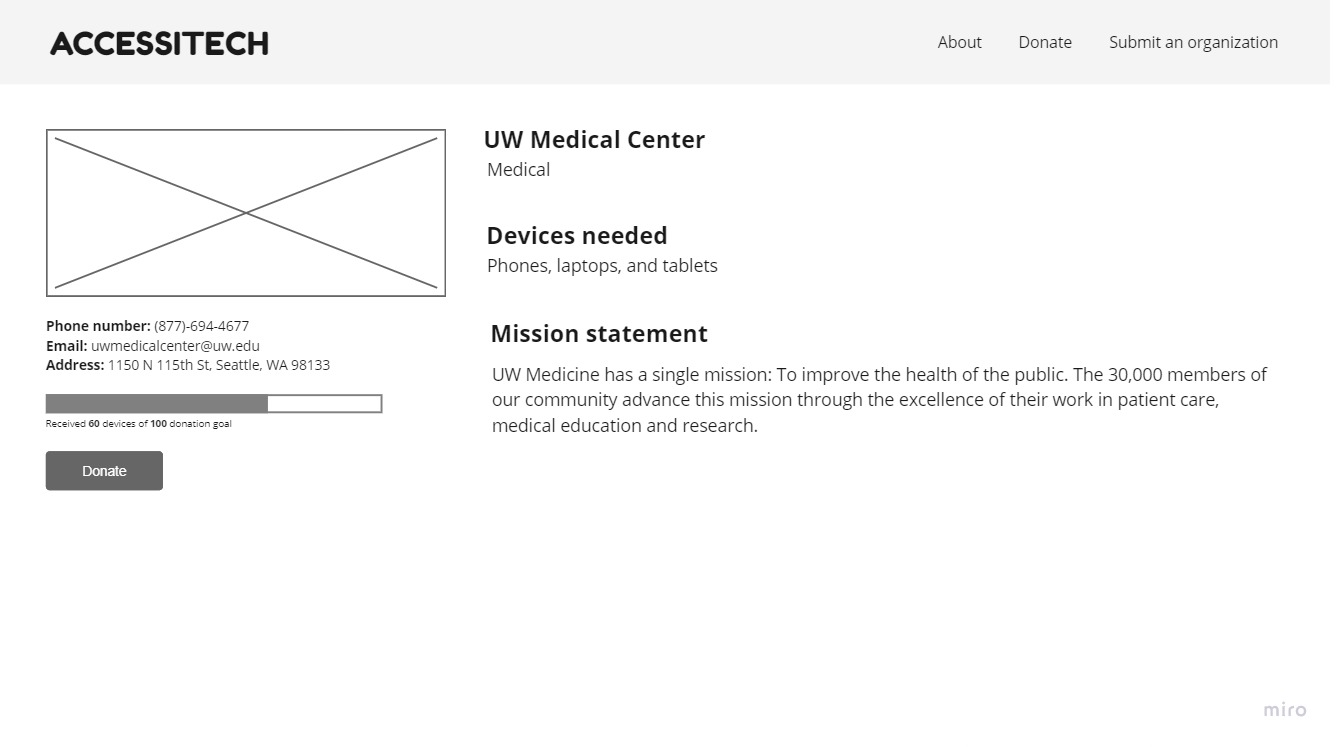 ACCESSITECH
About
Donate
Submit an organization
UW Medical Center
Medical
Devices needed
Phones, laptops, and tablets
Phone number: (877)-694-4677
Email: uwmedicalcenter@uw.edu
Address: 1150 N 115th St, Seattle, WA 98133
Received 60 devices of 100 donation goal
Donate
Mission statement
UW Medicine has a single mission: To improve the health of the public. The 30,000 members of
our community advance this mission through the excellence of their work in patient care,
medical education and research.
miro